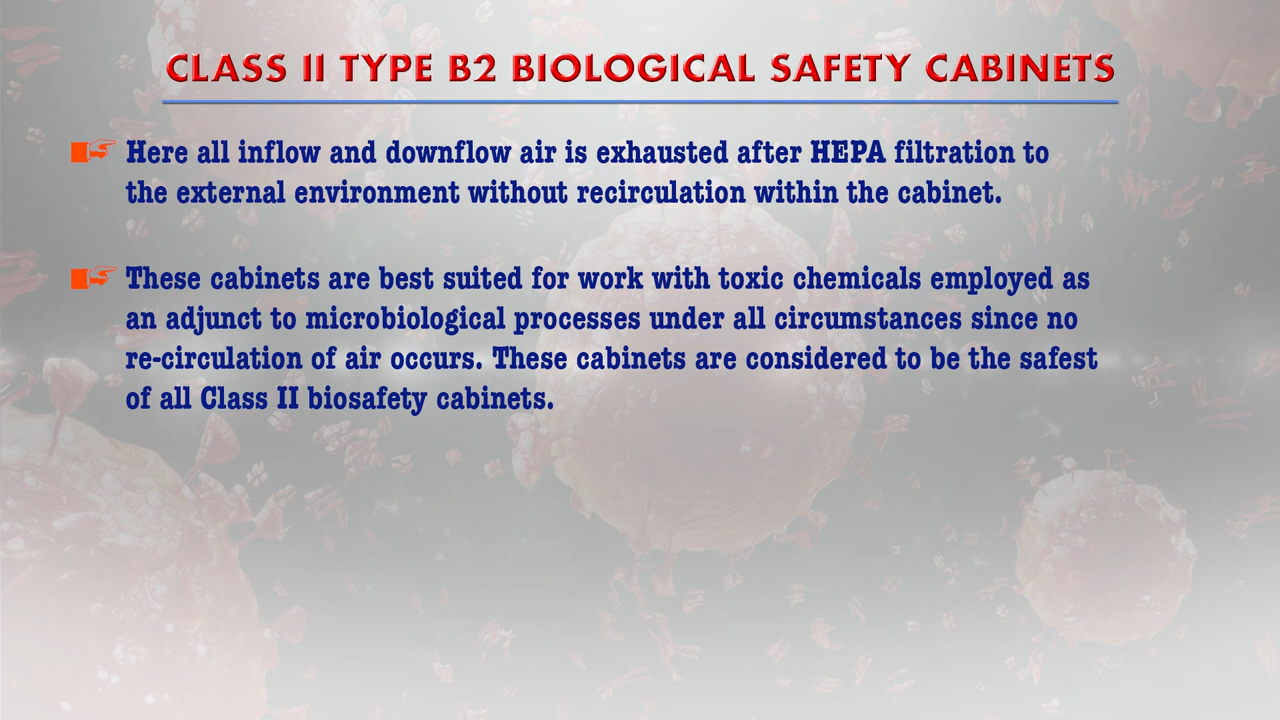 CLASS II TYPE B2 BIOLOGICAL SAFETY CABINETS
Here all inflow and downflow air is exhausted after HEPA filtration to
the external environment without recirculation within the cabinet.
These cabinets are best suited for work with toxic chemicals employed as
an adjunct to microbiological processes under all circumstances since no
re-circulation of air occurs. These cabinets are considered to be the safest
of all Class II biosafety cabinets.